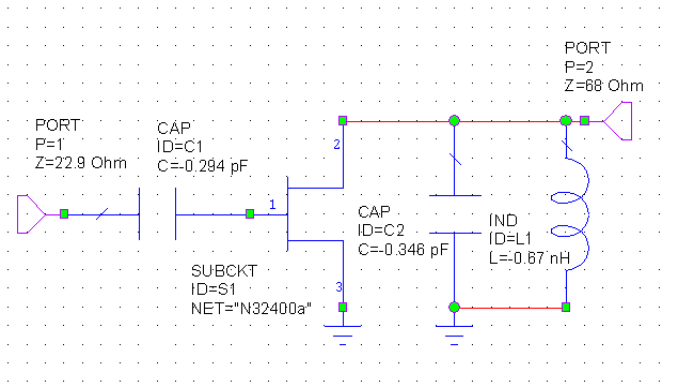 PORT
P=2
Z=68 Ohm
PORT
P=1
Z=22.9 Ohm
CAP
ID=C1
C=-0.294 pF
2
1
CAP
ID=C2
C=-0.346 pF
IND
ID=L1
L=-0.67 nH
SUBCKT
ID=S1
NET="N32400a"
3